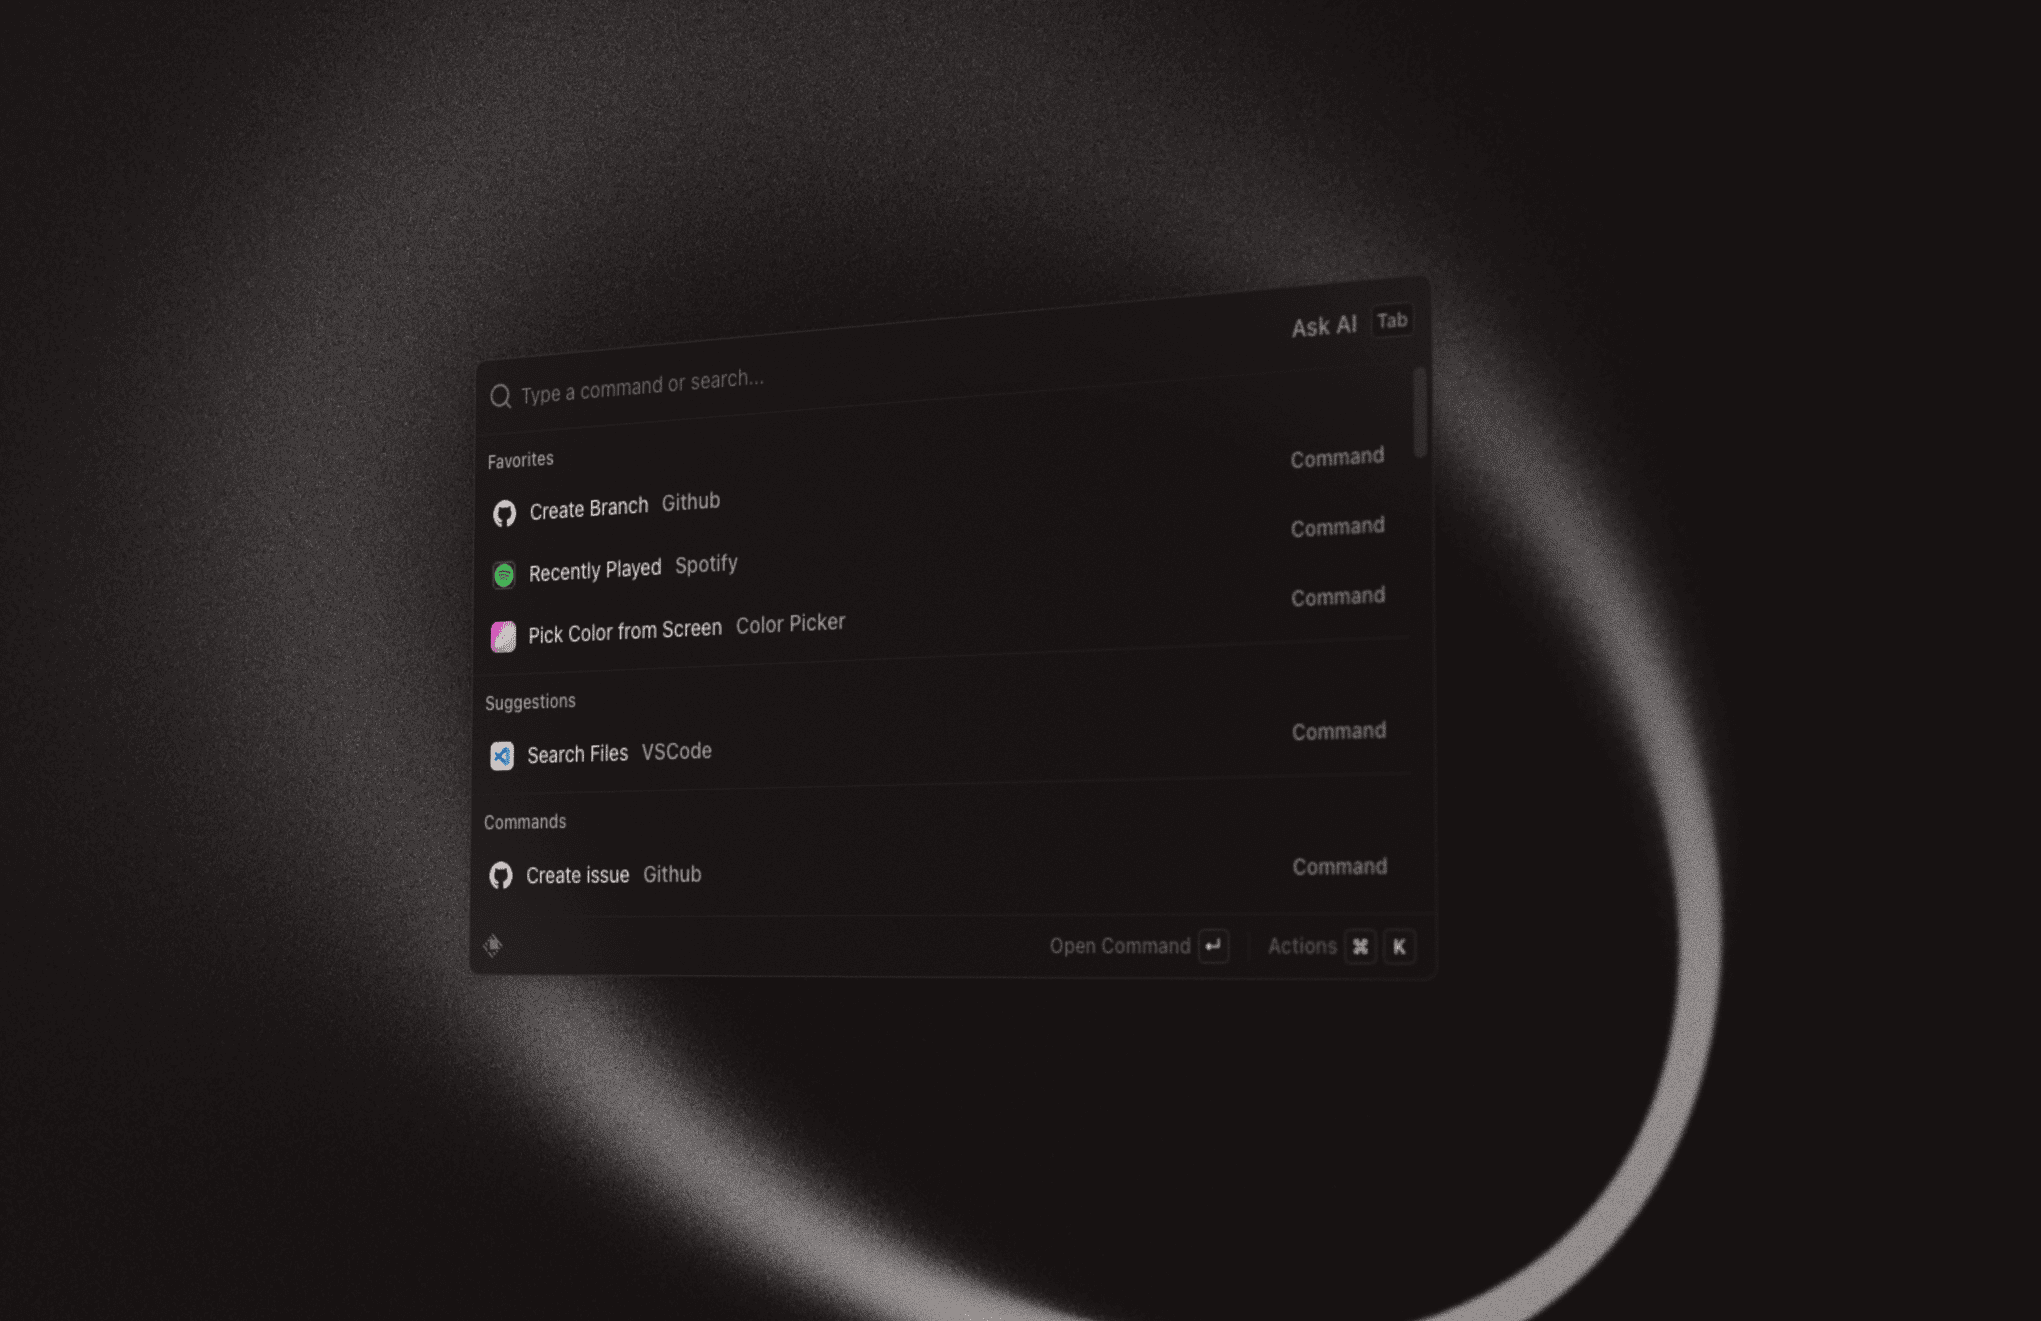 Type a command or search...
Ask AI Tab
Favorites
Create Branch Github Command
Recently Played Spotify Command
Pick Color from Screen Color Picker Command
Suggestions
Search Files VSCode Command
Commands
Create issue Github Command
Open Command ↵ Actions ⌘ K